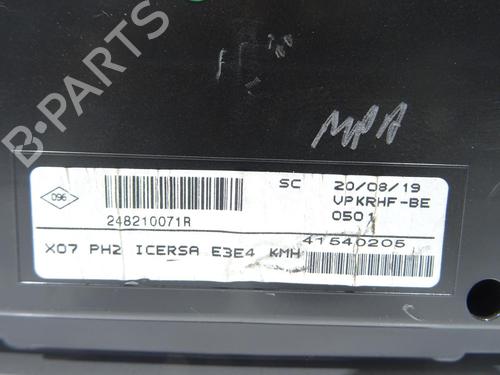 B-PARTS
MPA
096
SC
20/08/19
VPKRHF-BE
0501
248210071R
41540205
X07 PH2 ICERSA E3E4 KMH